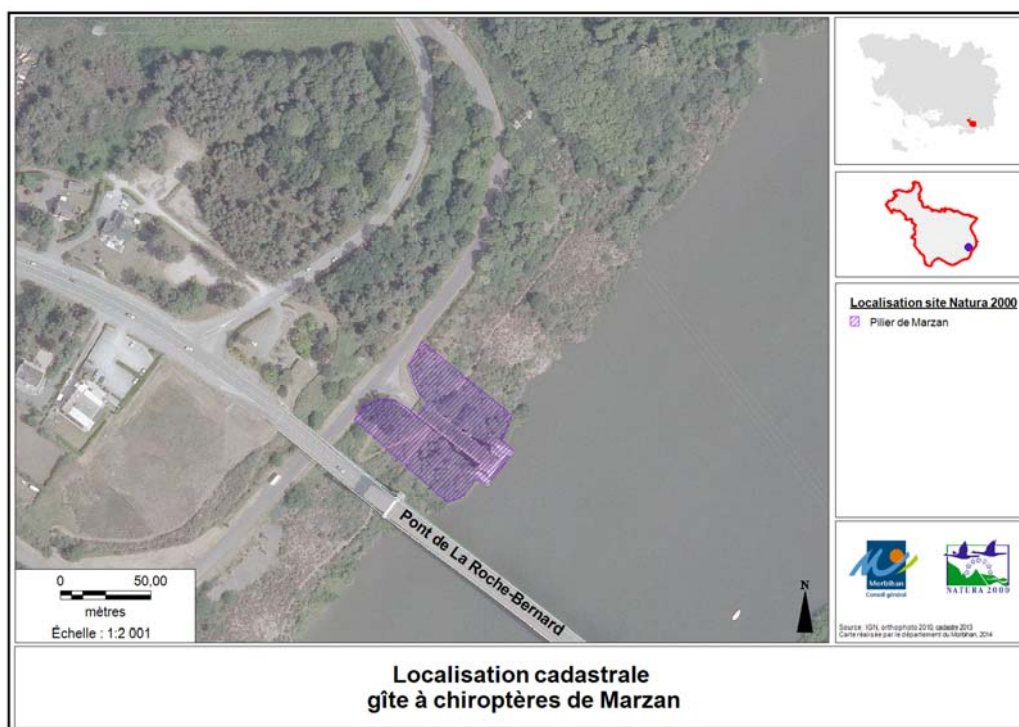 Localisation site Natura 2000
Pilier de Marzan
Pont de La Roche-Bernard
0 50,00
mètres
Échelle : 1:2 001
N
Morbihan
Conseil général
NATURA 2000
Source : IGN, orthophoto 2010, cadastre 2013
Carte réalisée par le département du Morbihan, 2014
Localisation cadastrale
gîte à chiroptères de Marzan